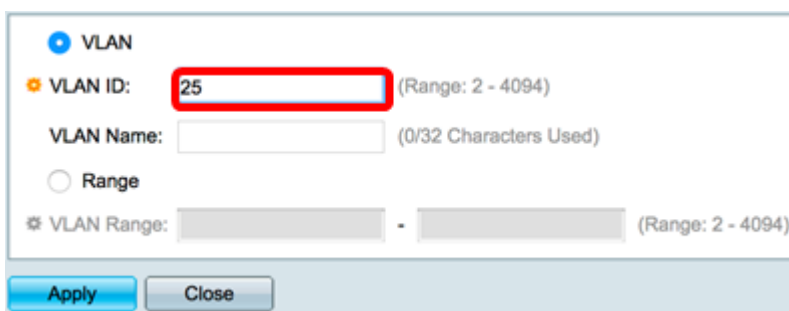 VLAN
VLAN ID: 25 (Range: 2 - 4094)
VLAN Name: (0/32 Characters Used)
Range
VLAN Range: - (Range: 2 - 4094)
Apply Close